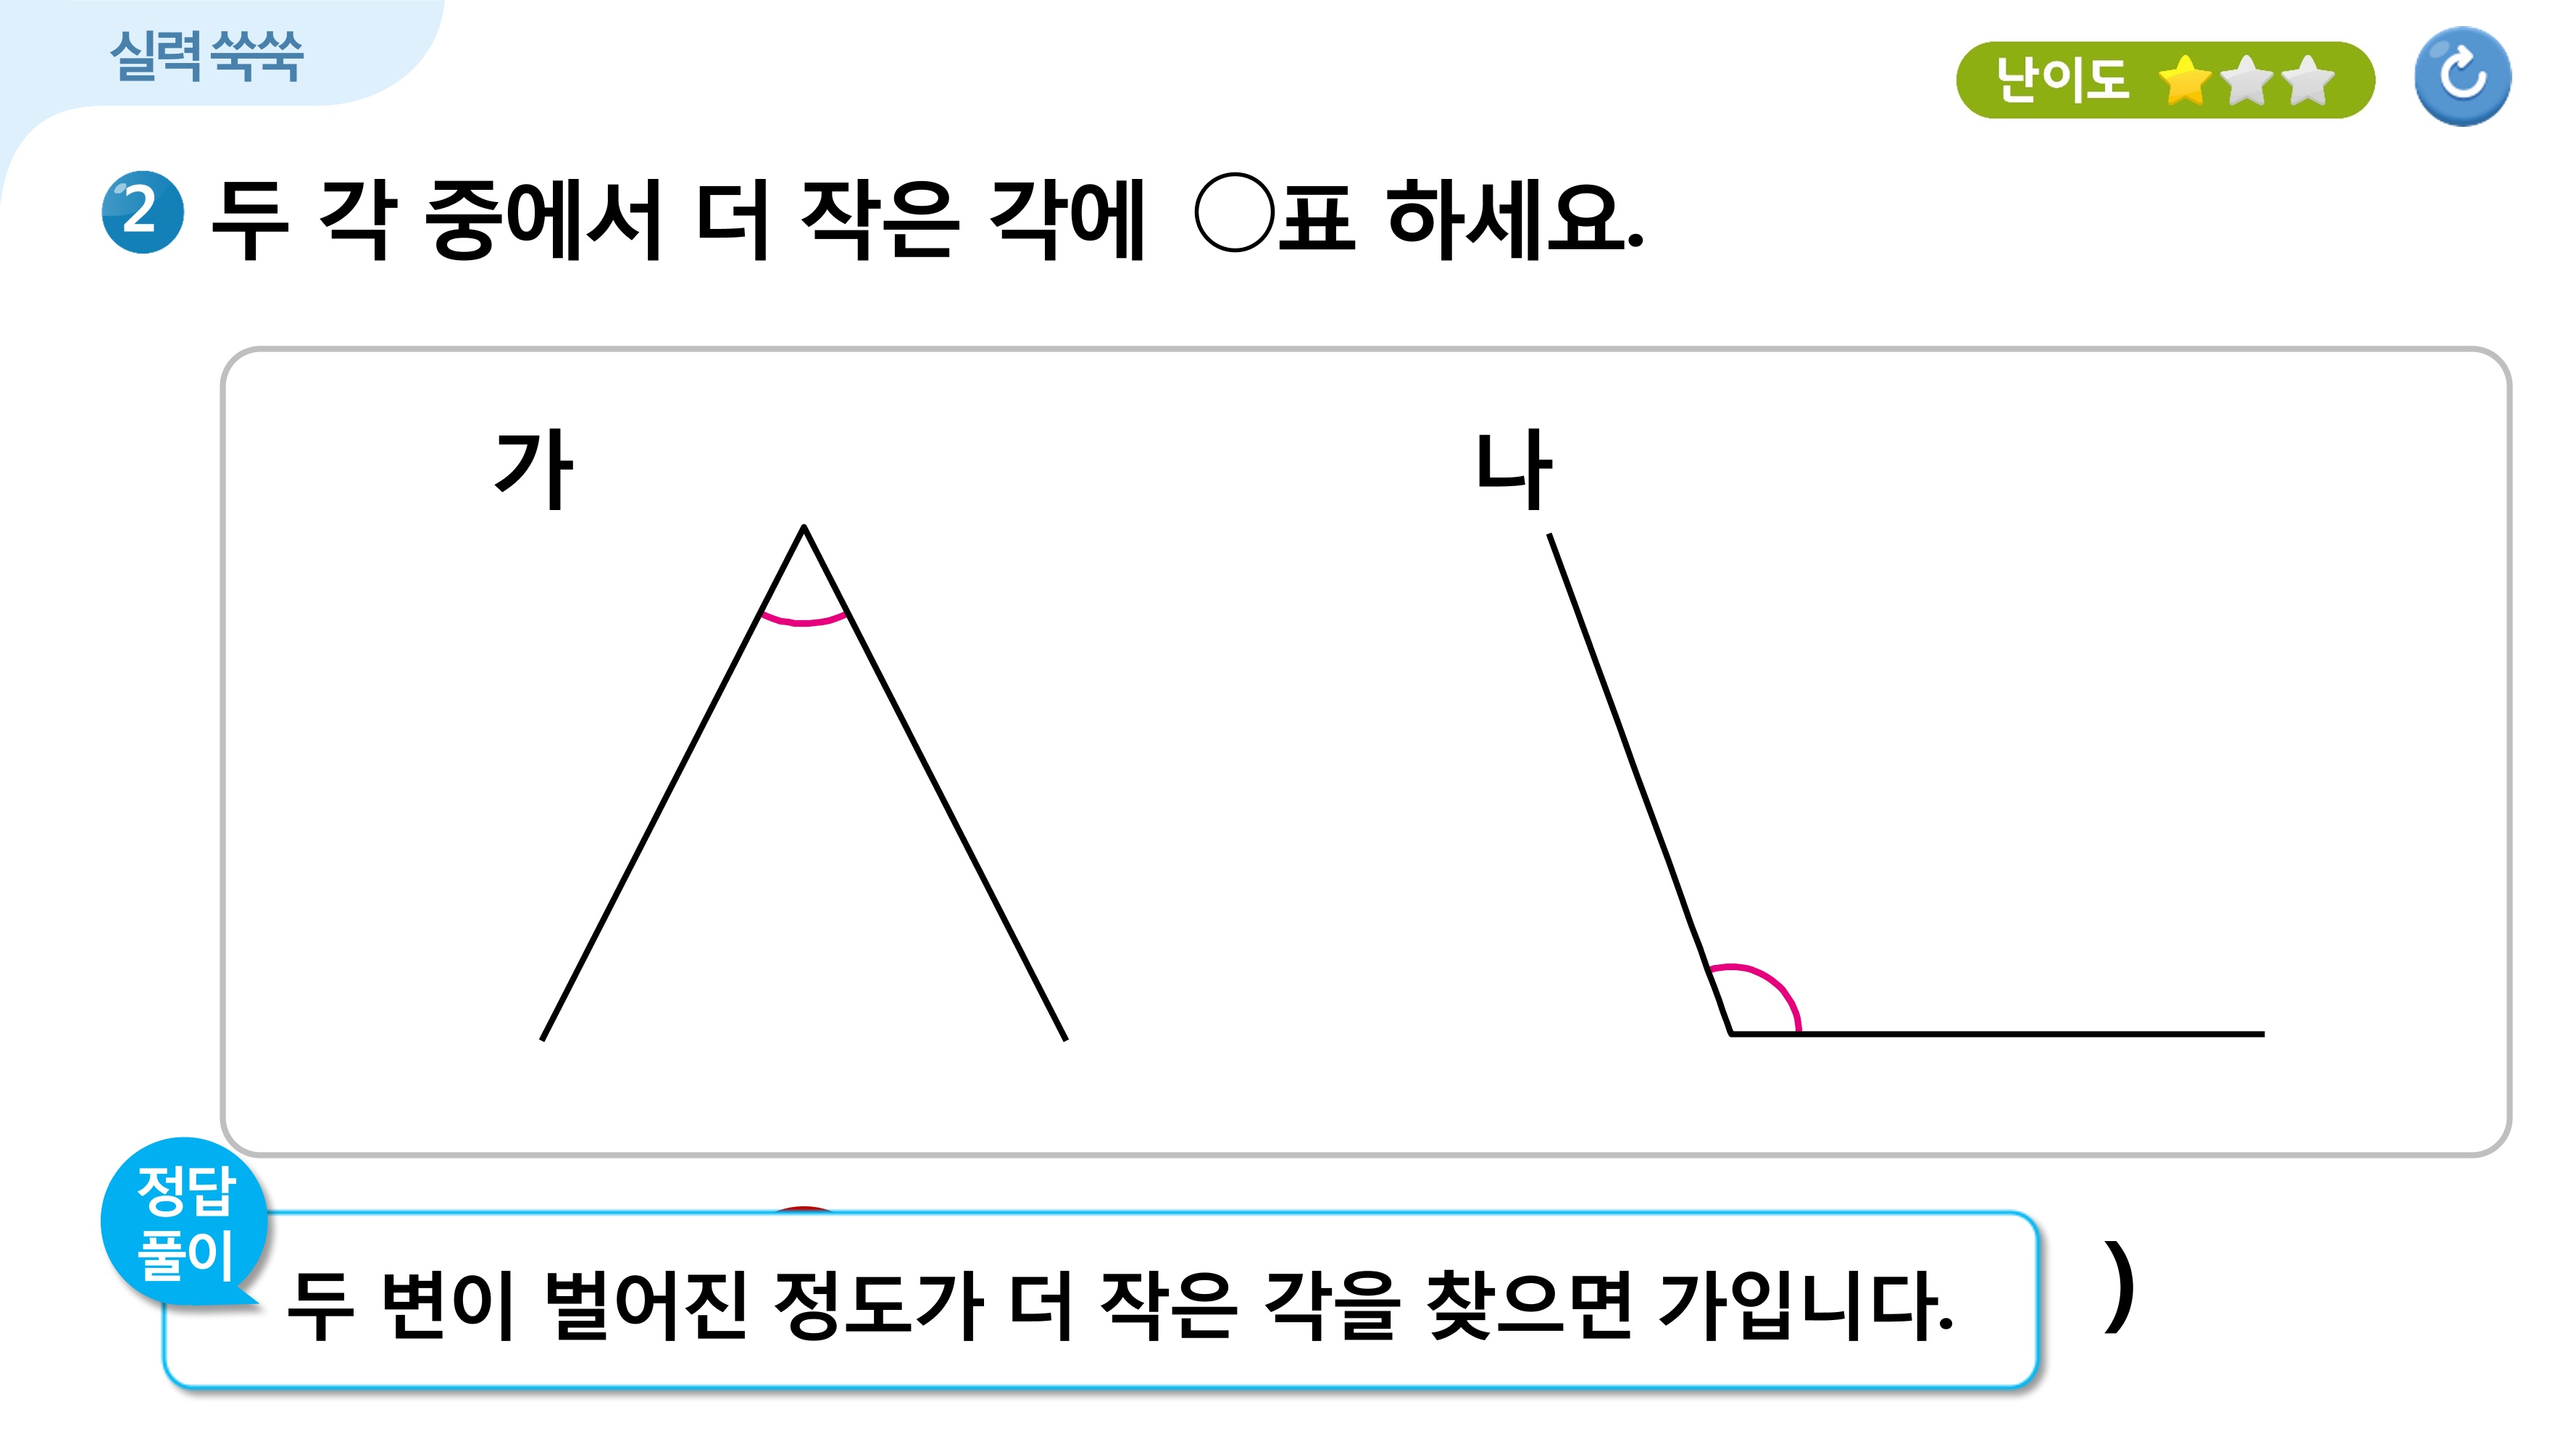 실력 쑥쑥
난이도
2 두 각 중에서 더 작은 각에 ○표 하세요.
가
나
정답
풀이
두 변이 벌어진 정도가 더 작은 각을 찾으면 가입니다.
)